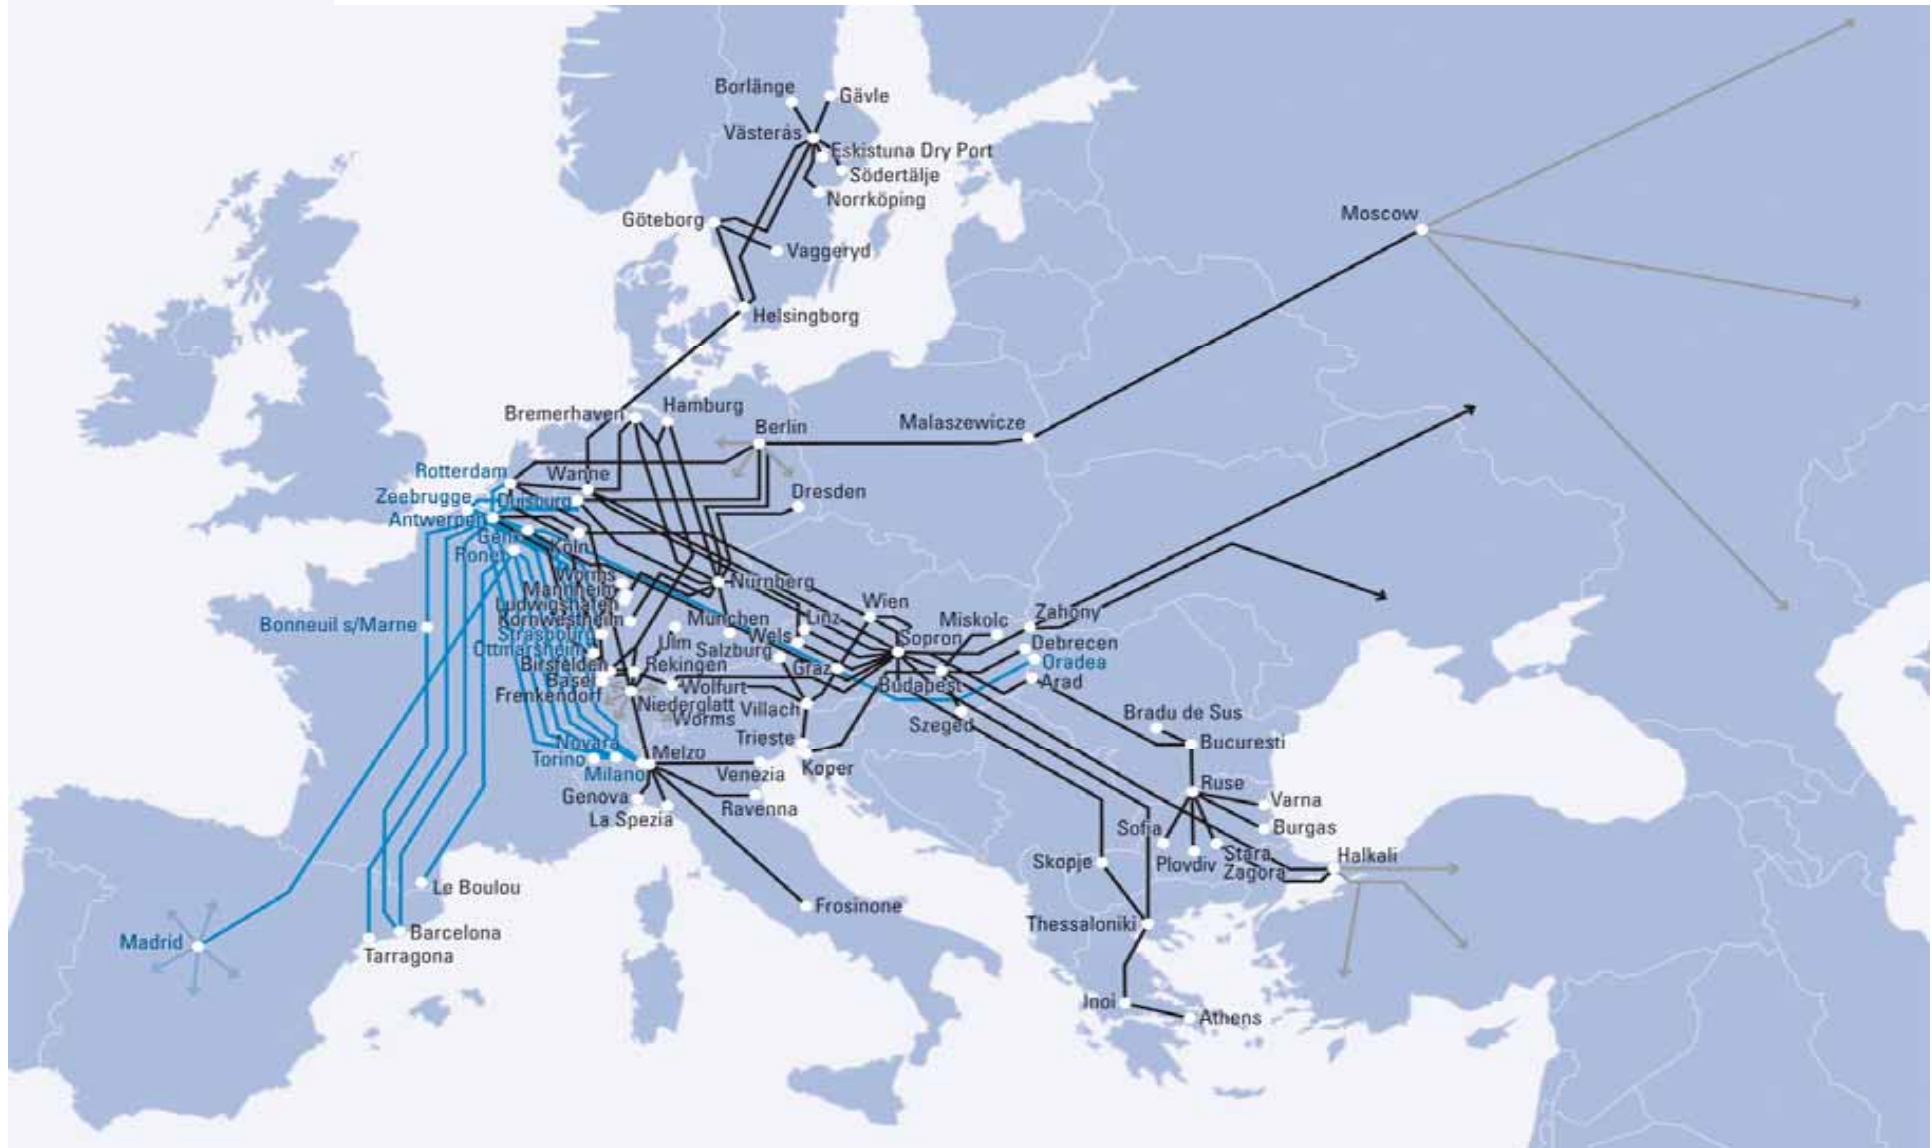 Borlänge
Gävle
Västerås
Eskistuna Dry Port
Södertälje
Norrköping
Göteborg
Vaggeryd
Moscow
Helsingborg
Bremerhaven
Hamburg
Berlin
Malaszewicze
Rotterdam
Wanne
Zeebrugge
Duisburg
Dresden
Antwerpen
Genk
Köln
Ronet
Worms
Nürnberg
Mannheim
Ludwigshafen
Wien
Miskolc
Zahony
Kornwestheim
München
Linz
Bonneuil s/Marne
Strasbourg
Wels
Sopron
Debrecen
Ulm
Ottmarsheim
Salzburg
Birsfelden
Rekingen
Graz
Oradea
Basel
Wolfurt
Budapest
Arad
Frenkendorf
Niederglatt
Villach
Worms
Szeged
Bradu de Sus
Trieste
Bucuresti
Novara
Melzo
Torino
Milano
Venezia
Koper
Ruse
Genova
Ravenna
Varna
La Spezia
Sofia
Burgas
Skopje
Plovdiv
Stara
Zagora
Halkali
Le Boulou
Frosinone
Thessaloniki
Barcelona
Madrid
Tarragona
Inoi
Athens